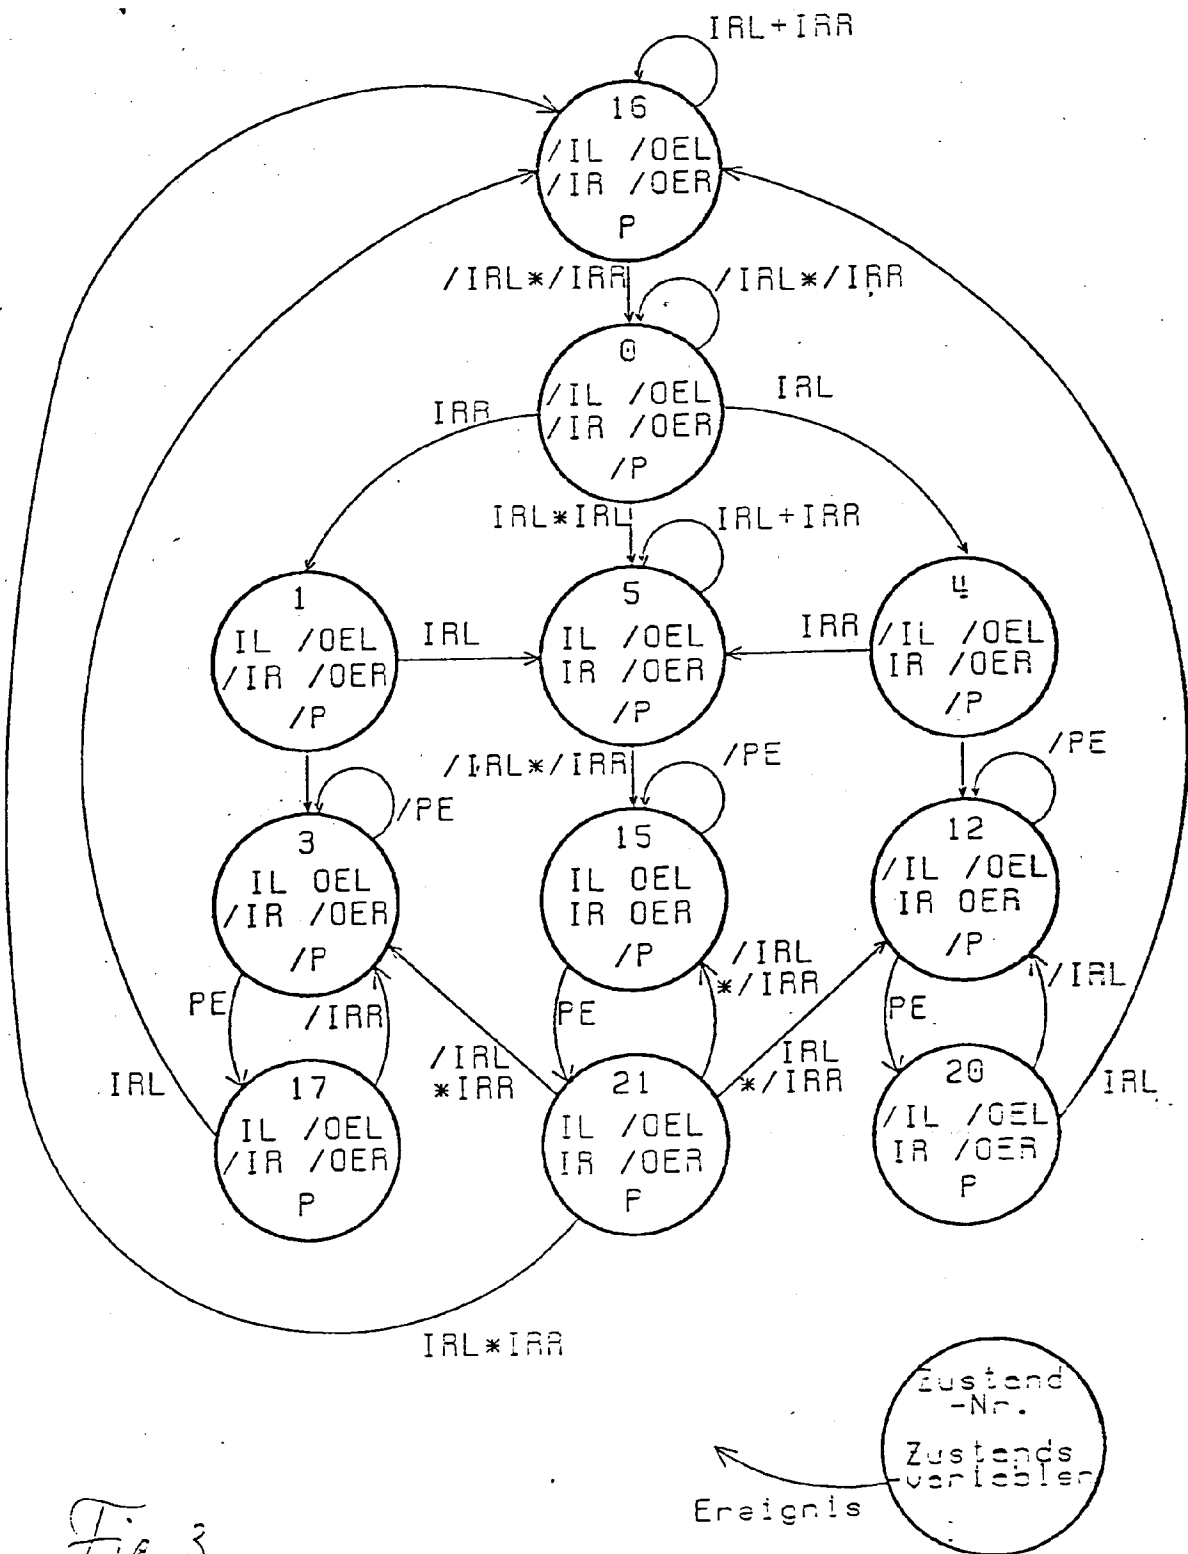 IRL+IRR
16
/IL /OEL
/IR /OER
P
/IRL*/IRR
/IRL*/IRR
0
/IL /OEL
/IR /OER
/P
IRR
IRL
IRL*IRL
IRL+IRR
1
IL /OEL
/IR /OER
/P
IRL
5
IL /OEL
IR /OER
/P
IRR
4
/IL /OEL
IR /OER
/P
/IRL*/IRR
/PE
/PE
/PE
3
IL OEL
/IR /OER
/P
15
IL OEL
IR OER
/P
12
/IL /OEL
IR OER
/P
PE
/IRR
/IRL
*IRR
PE
/IRL
*/IRR
IRL
*/IRR
PE
/IRL
IRL
17
IL /OEL
/IR /OER
P
21
IL /OEL
IR /OER
P
20
/IL /OEL
IR /OER
P
IRL
IRL*IRR
Zustand
-Nr.
Zustands
variablen
Ereignis
Fig 3